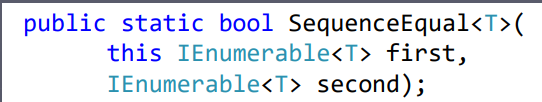 public static bool SequenceEqual<T>(
this IEnumerable<T> first,
IEnumerable<T> second);